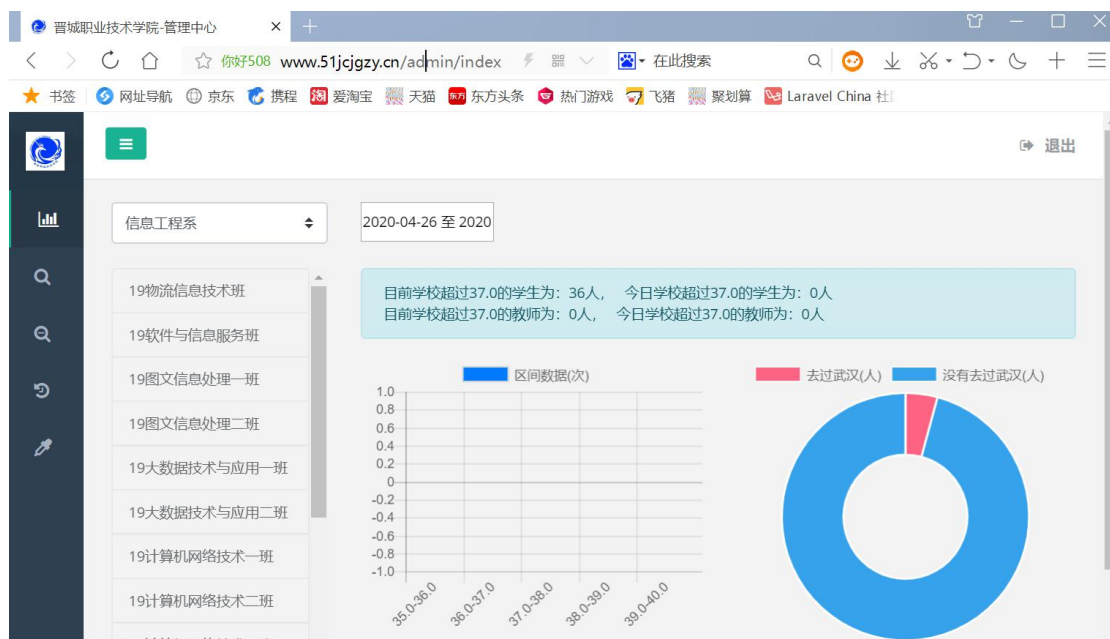 晋城职业技术学院-管理中心
你好508 www.51jcjgzy.cn/admin/index 在此搜索
书签 网址导航 京东 携程 淘 爱淘宝 天猫 东方 东方头条 热门游戏 飞猪 聚划算 Laravel China 社
退出
信息工程系
2020-04-26 至 2020
19物流信息技术班
19软件与信息服务班
19图文信息处理一班
19图文信息处理二班
19大数据技术与应用一班
19大数据技术与应用二班
19计算机网络技术一班
19计算机网络技术二班
目前学校超过37.0的学生为：36人， 今日学校超过37.0的学生为：0人
目前学校超过37.0的教师为：0人， 今日学校超过37.0的教师为：0人
区间数据(次)
1.0
0.8
0.6
0.4
0.2
0
-0.2
-0.4
-0.6
-0.8
-1.0
35.0-36.0 36.0-37.0 37.0-38.0 38.0-39.0 39.0-40.0
去过武汉(人) 没有去过武汉(人)